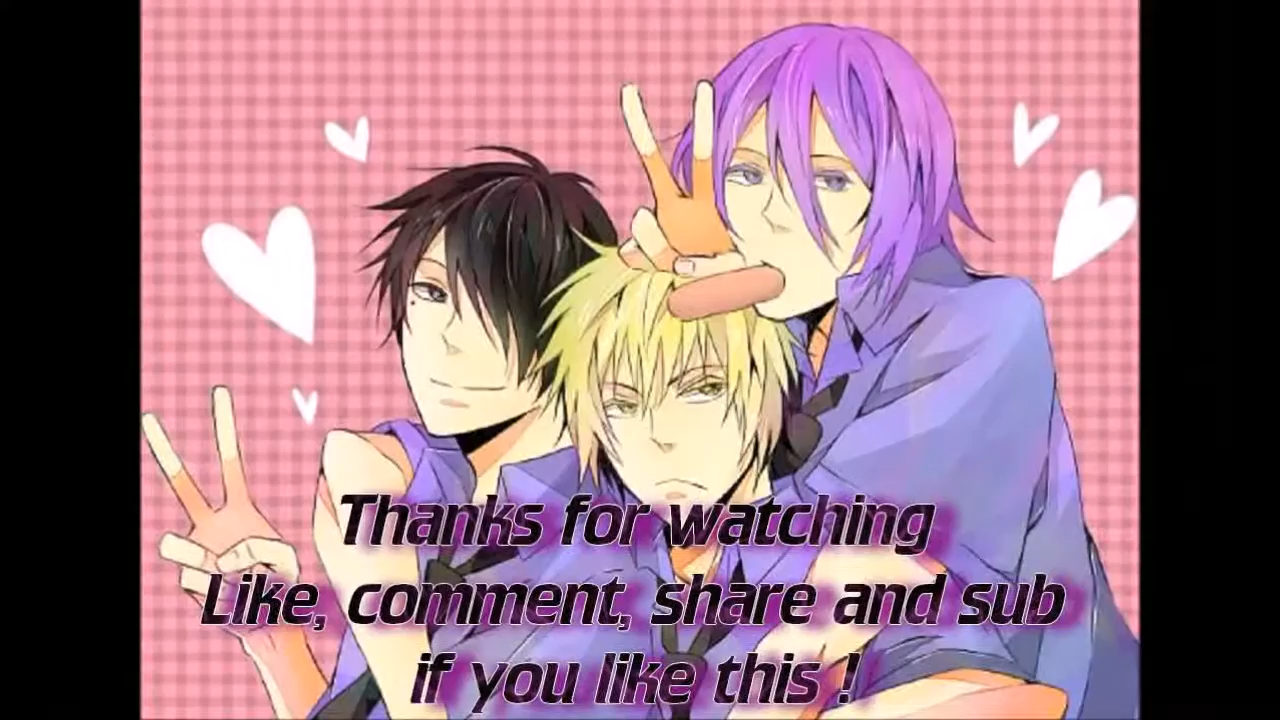 Thanks for watching
Like, comment, share and sub
if you like this !